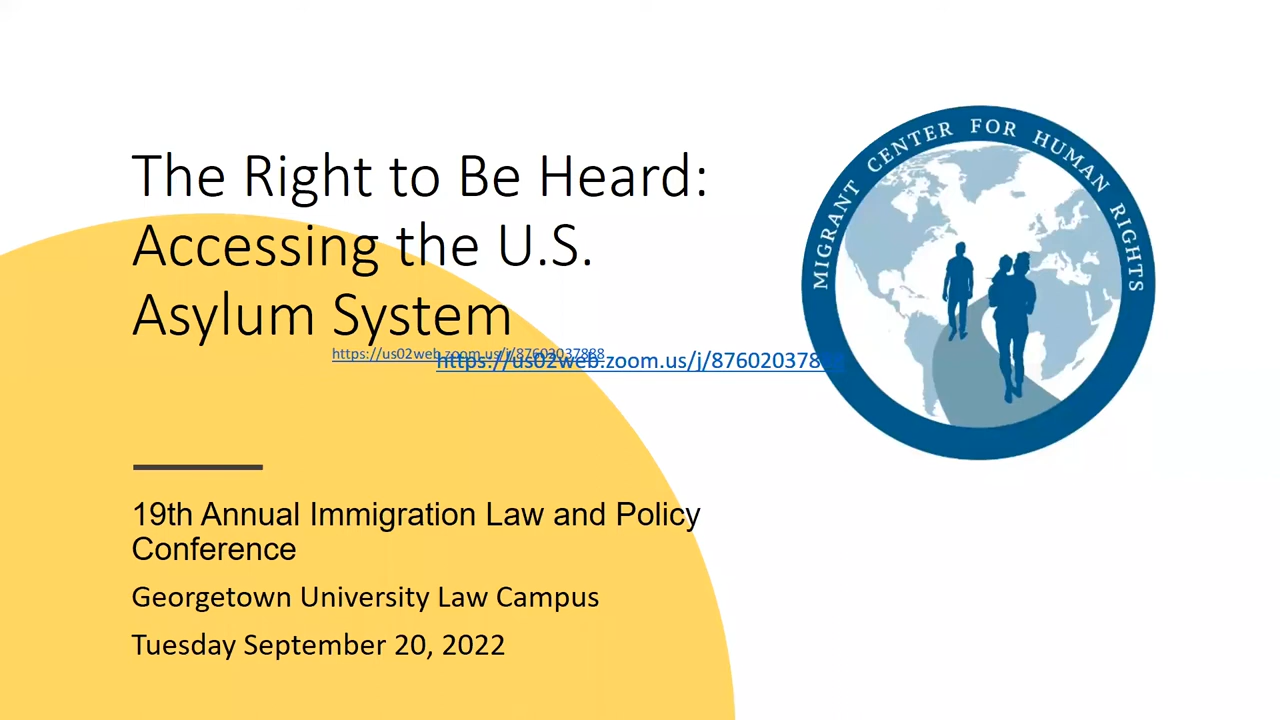 The Right to Be Heard:
Accessing the U.S.
Asylum System
https://us02web.zoom.us/j/87602037888
https://us02web.zoom.us/j/87602037888
19th Annual Immigration Law and Policy
Conference
Georgetown University Law Campus
Tuesday September 20, 2022
MIGRANT CENTER FOR HUMAN RIGHTS